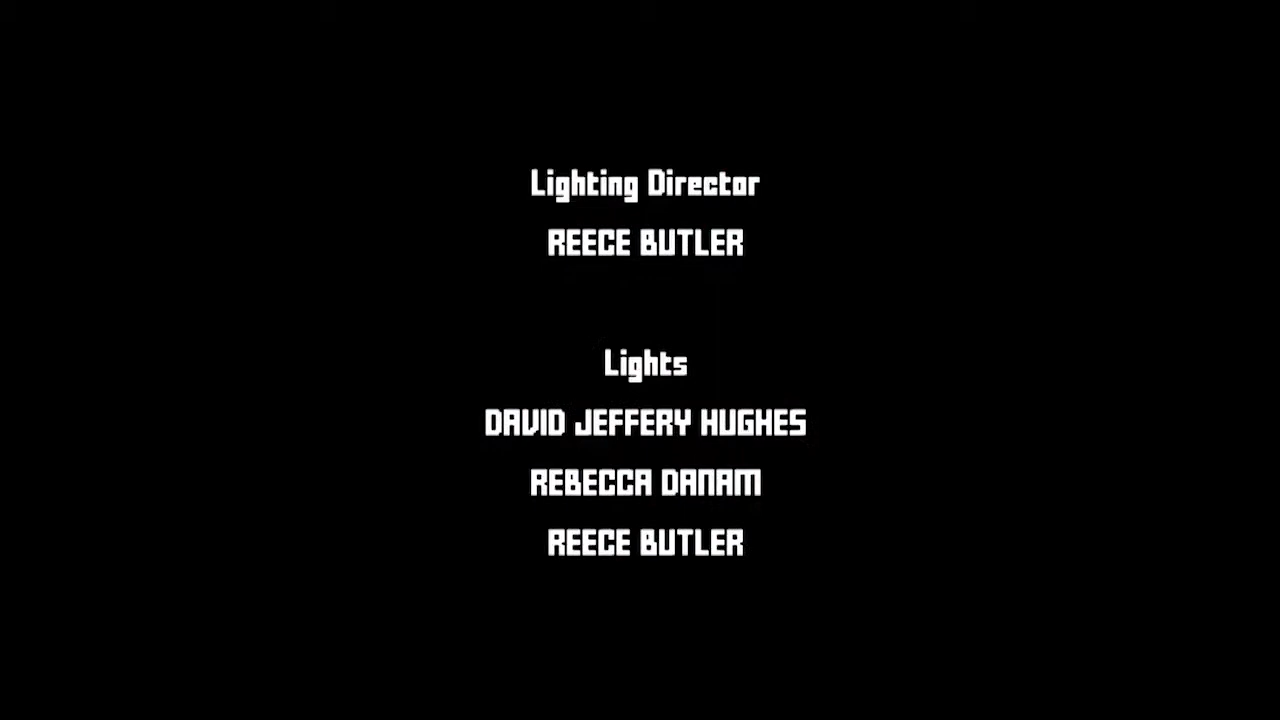 Lighting Director
REECE BUTLER
Lights
DAVID JEFFERY HUGHES
REBECCA DANAM
REECE BUTLER